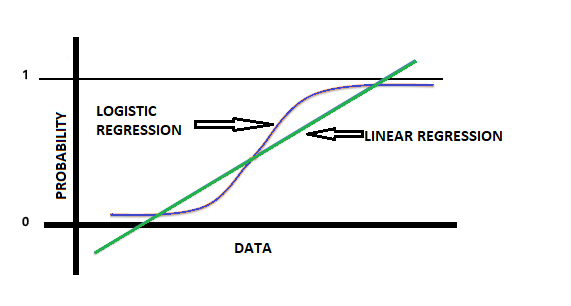 1
LOGISTIC
REGRESSION
LINEAR REGRESSION
PROBABILITY
0
DATA